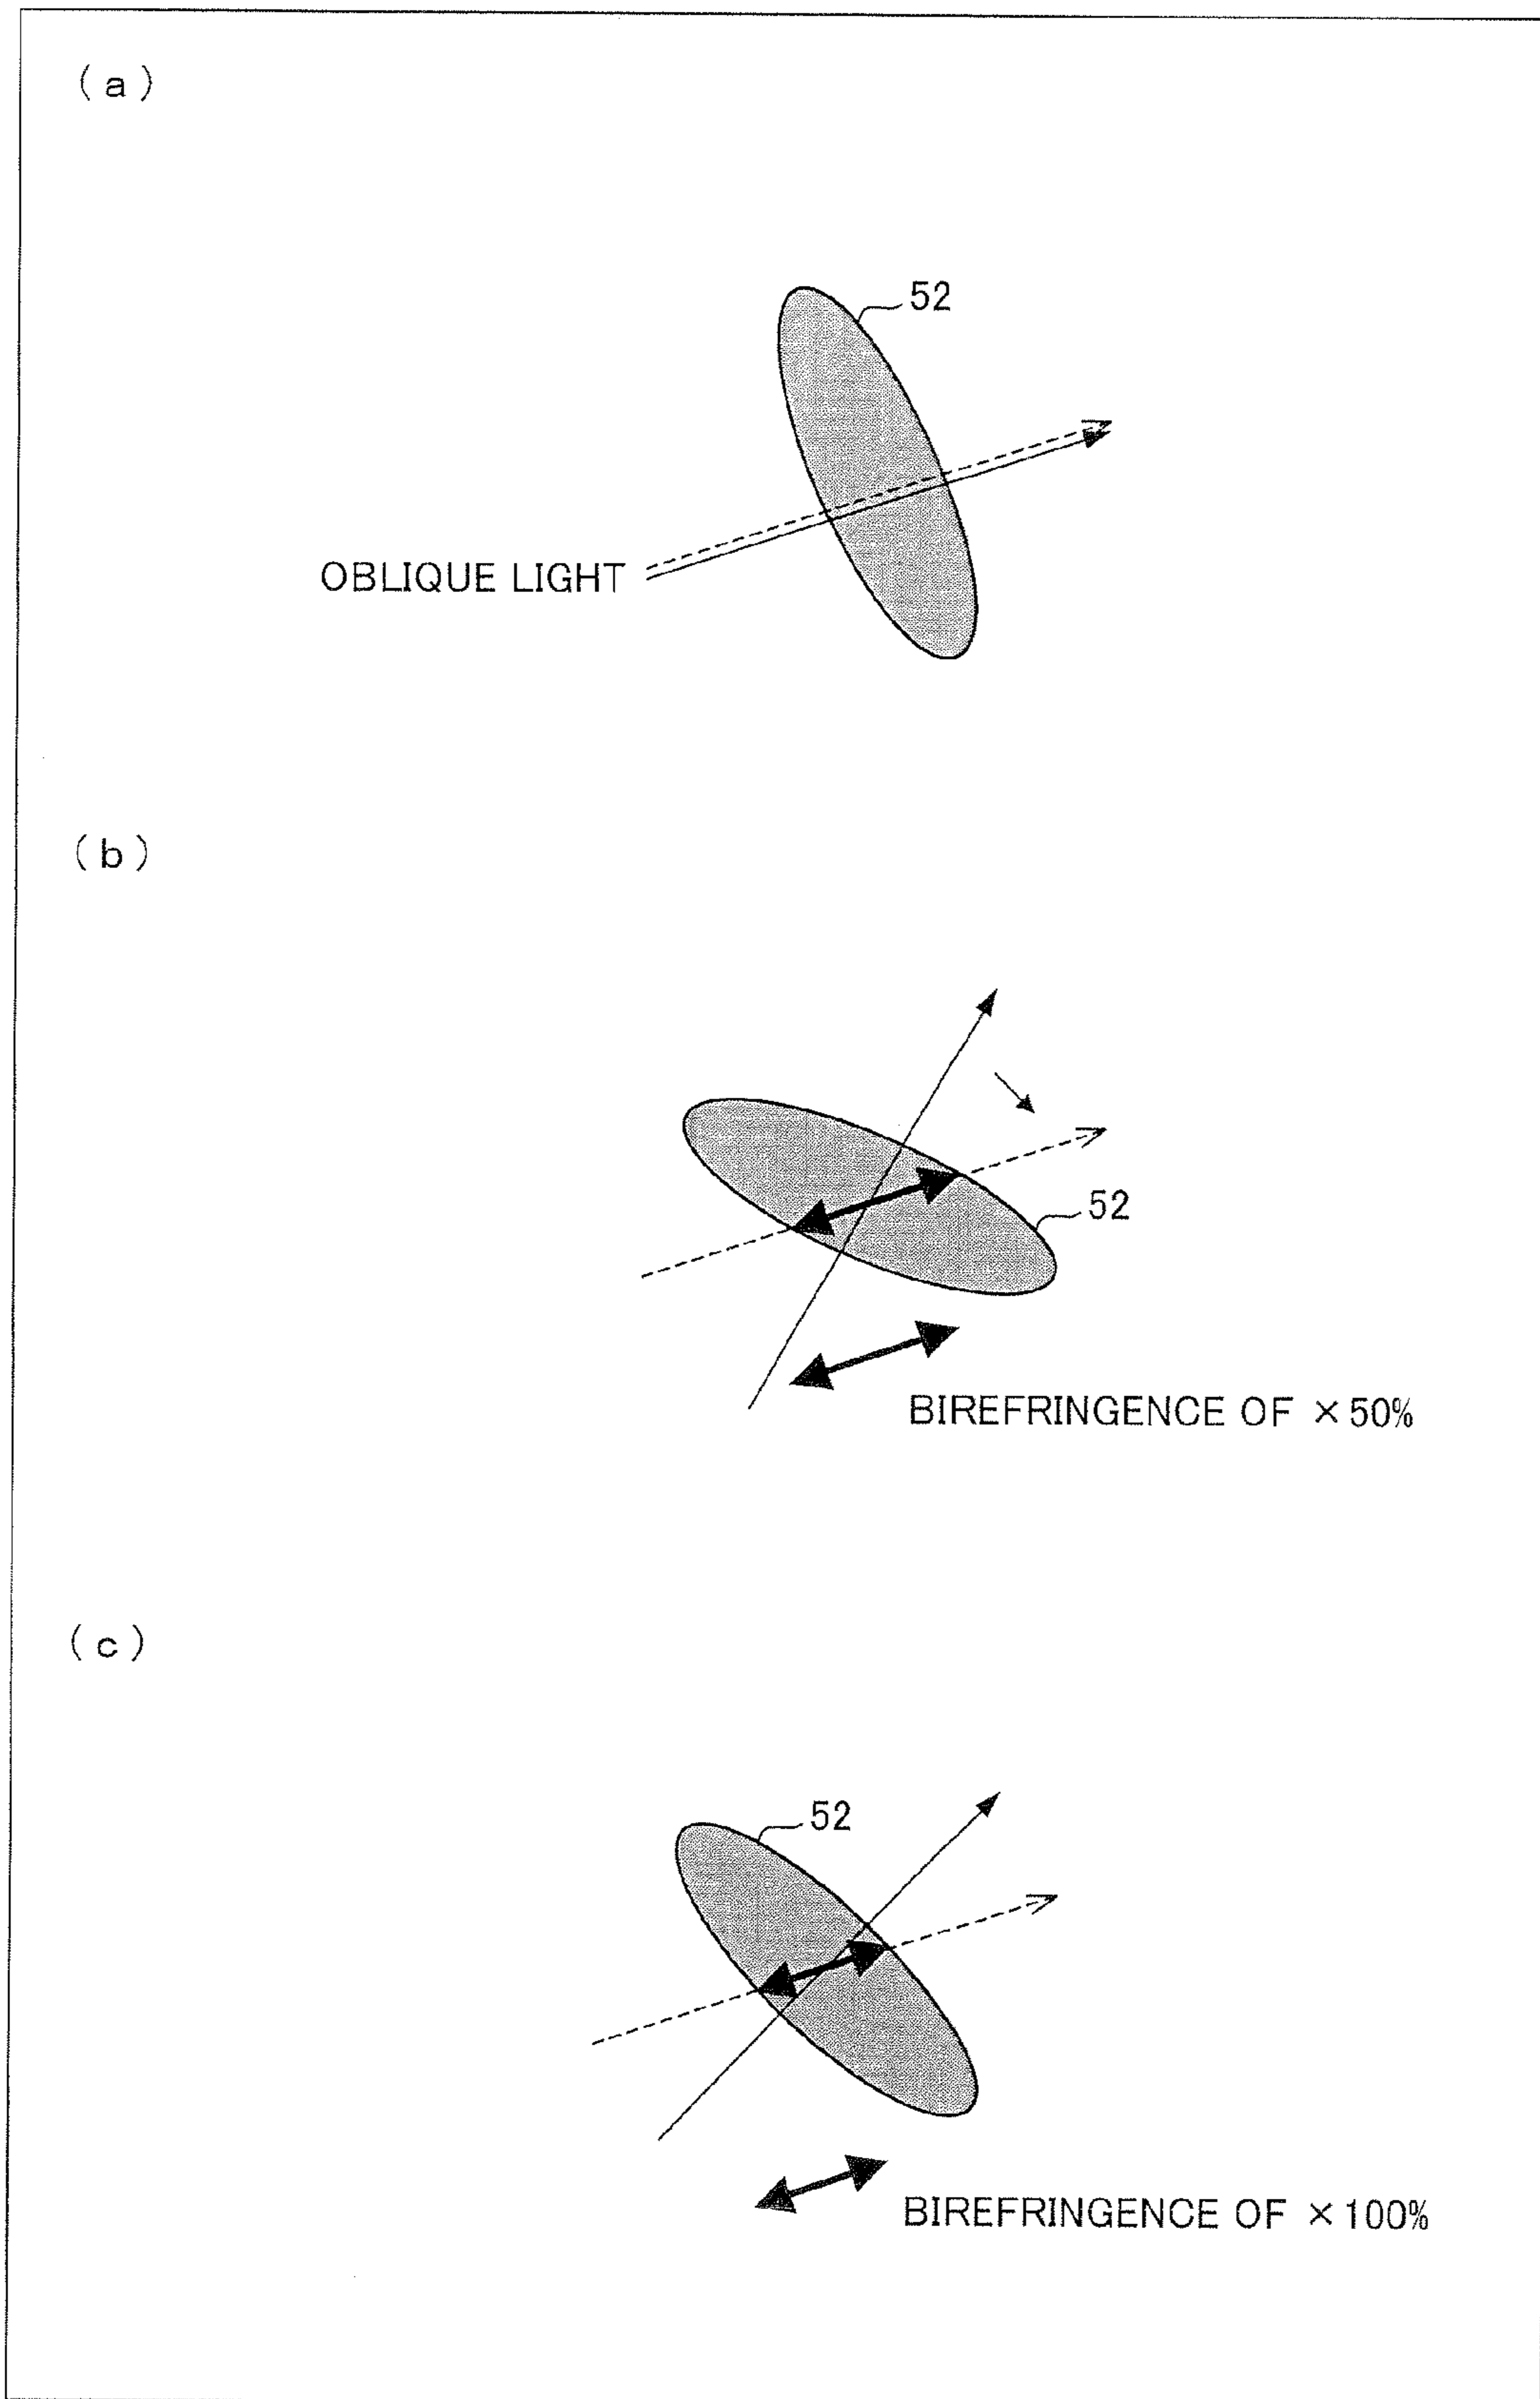 (a)
52
OBLIQUE LIGHT
(b)
52
BIREFRINGENCE OF ×50%
(c)
52
BIREFRINGENCE OF ×100%